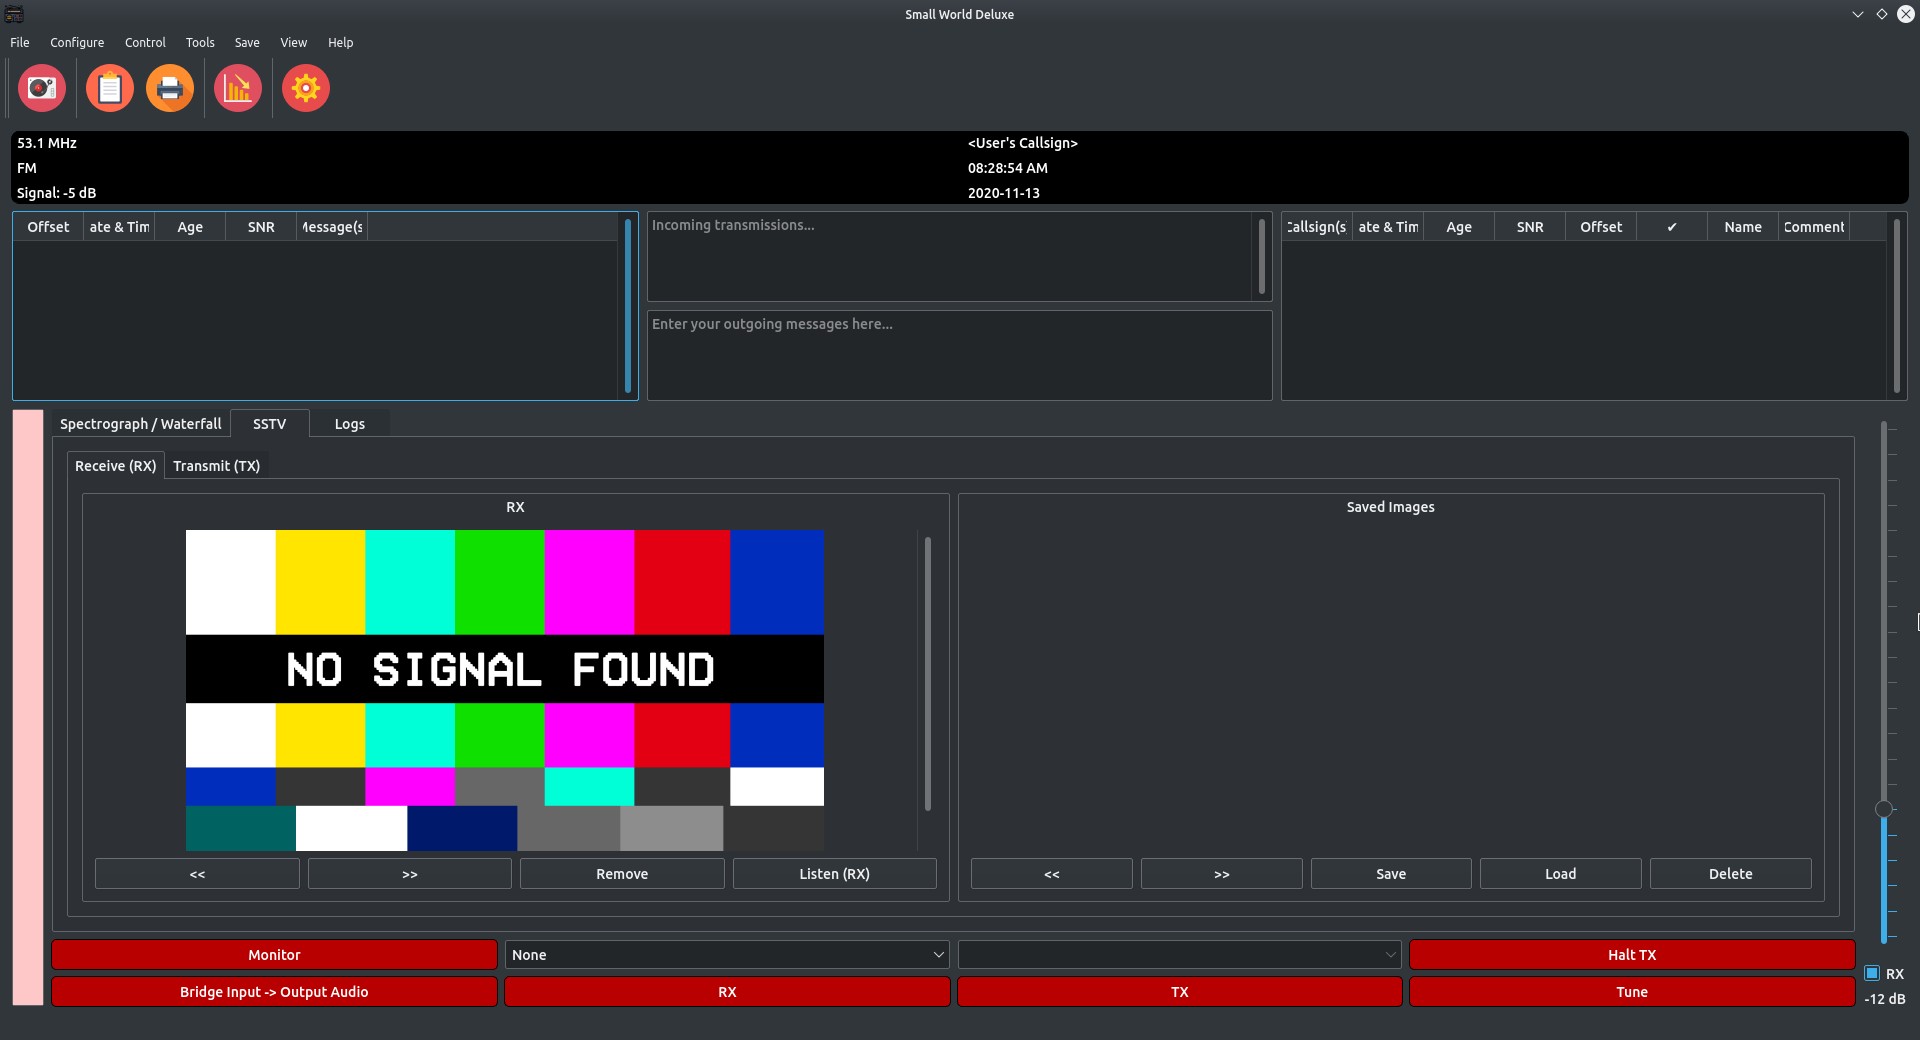 Small World Deluxe
File Configure Control Tools Save View Help
53.1 MHz
<User's Callsign>
FM
08:28:54 AM
Signal: -5 dB
2020-11-13
Offset ate & Tim Age SNR Message(s
Incoming transmissions...
Callsign(s ate & Tim Age SNR Offset ✔ Name Comment
Enter your outgoing messages here...
Spectrograph / Waterfall SSTV Logs
Receive (RX) Transmit (TX)
RX
Saved Images
NO SIGNAL FOUND
<< >> Remove Listen (RX)
<< >> Save Load Delete
Monitor None Halt TX
RX
Bridge Input -> Output Audio RX TX Tune
-12 dB